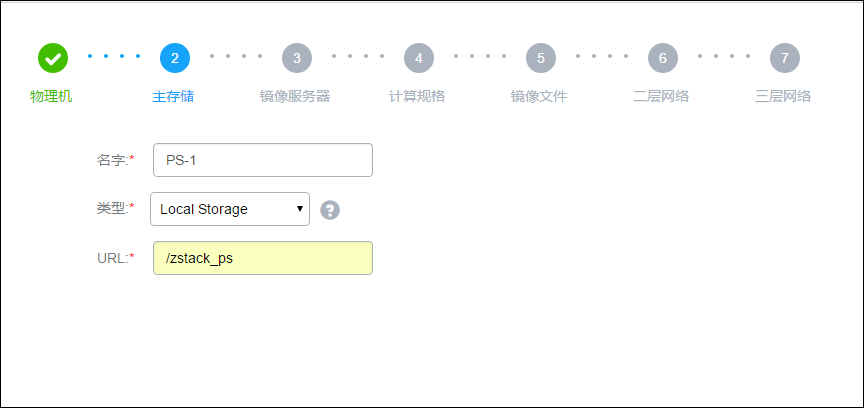 2 3 4 5 6 7
物理机 主存储 镜像服务器 计算规格 镜像文件 二层网络 三层网络
名字:* PS-1
类型:* Local Storage ?
URL:* /zstack_ps